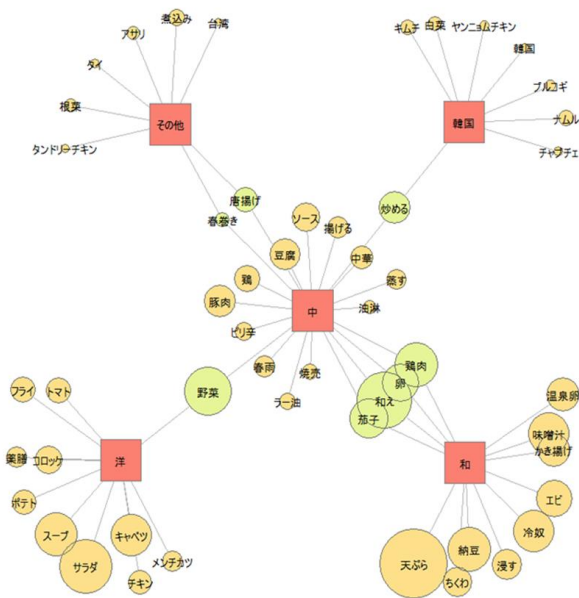 煮込み
台湾
アサリ
タイ
根菜
その他
タンドリーチキン
キムチ
白菜
ヤンニョムチキン
韓国
プルコギ
ナムル
韓国
チャプチェ
唐揚げ
春巻き
炒める
ソース
揚げる
豆腐
中華
鶏
蒸す
豚肉
油淋
中
ピリ辛
春雨
焼売
ラー油
野菜
鶏肉
卵
和え
茄子
フライ
トマト
薬膳
コロッケ
洋
ポテト
スープ
キャベツ
サラダ
メンチカツ
チキン
温泉卵
味噌汁
かき揚げ
和
エビ
冷奴
納豆
天ぷら
浸す
ちくわ